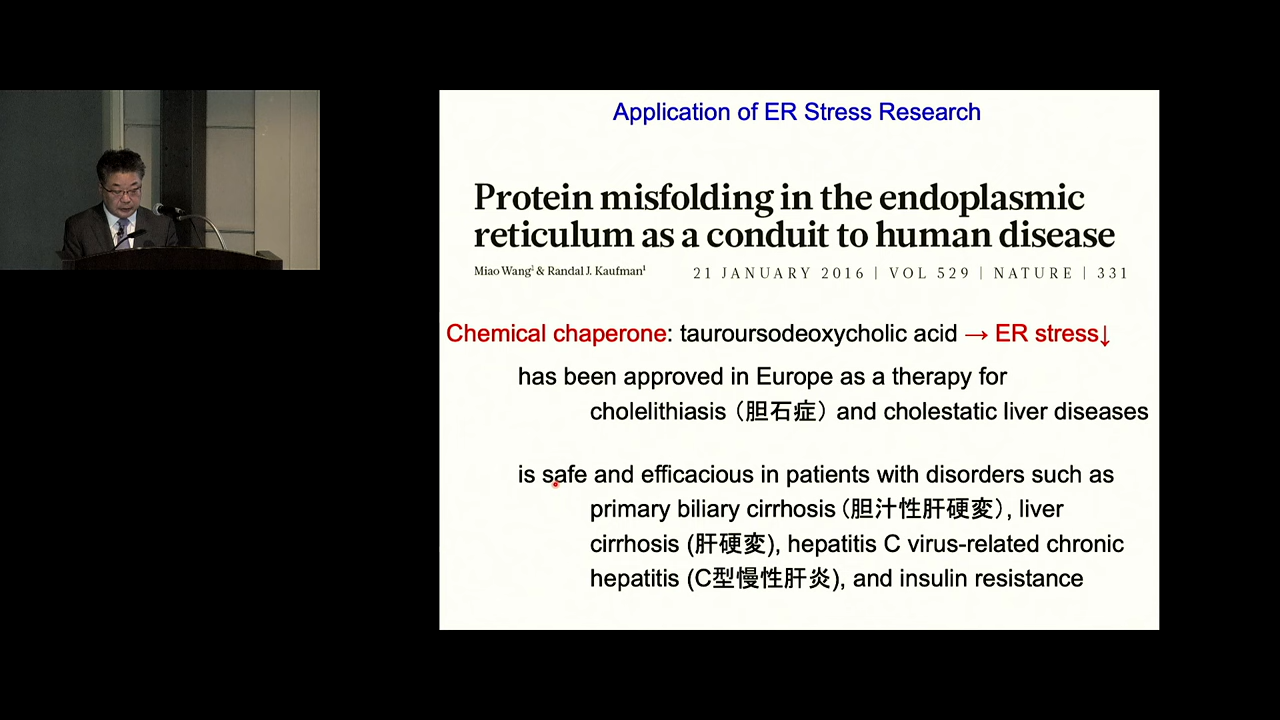 Application of ER Stress Research
Protein misfolding in the endoplasmic
reticulum as a conduit to human disease
Miao Wang¹ & Randal J. Kaufman¹
21 JANUARY 2016 | VOL 529 | NATURE | 331
Chemical chaperone: tauroursodeoxycholic acid → ER stress↓
has been approved in Europe as a therapy for
cholelithiasis（胆石症）and cholestatic liver diseases
is safe and efficacious in patients with disorders such as
primary biliary cirrhosis（胆汁性肝硬変）, liver
cirrhosis (肝硬変), hepatitis C virus-related chronic
hepatitis (C型慢性肝炎), and insulin resistance